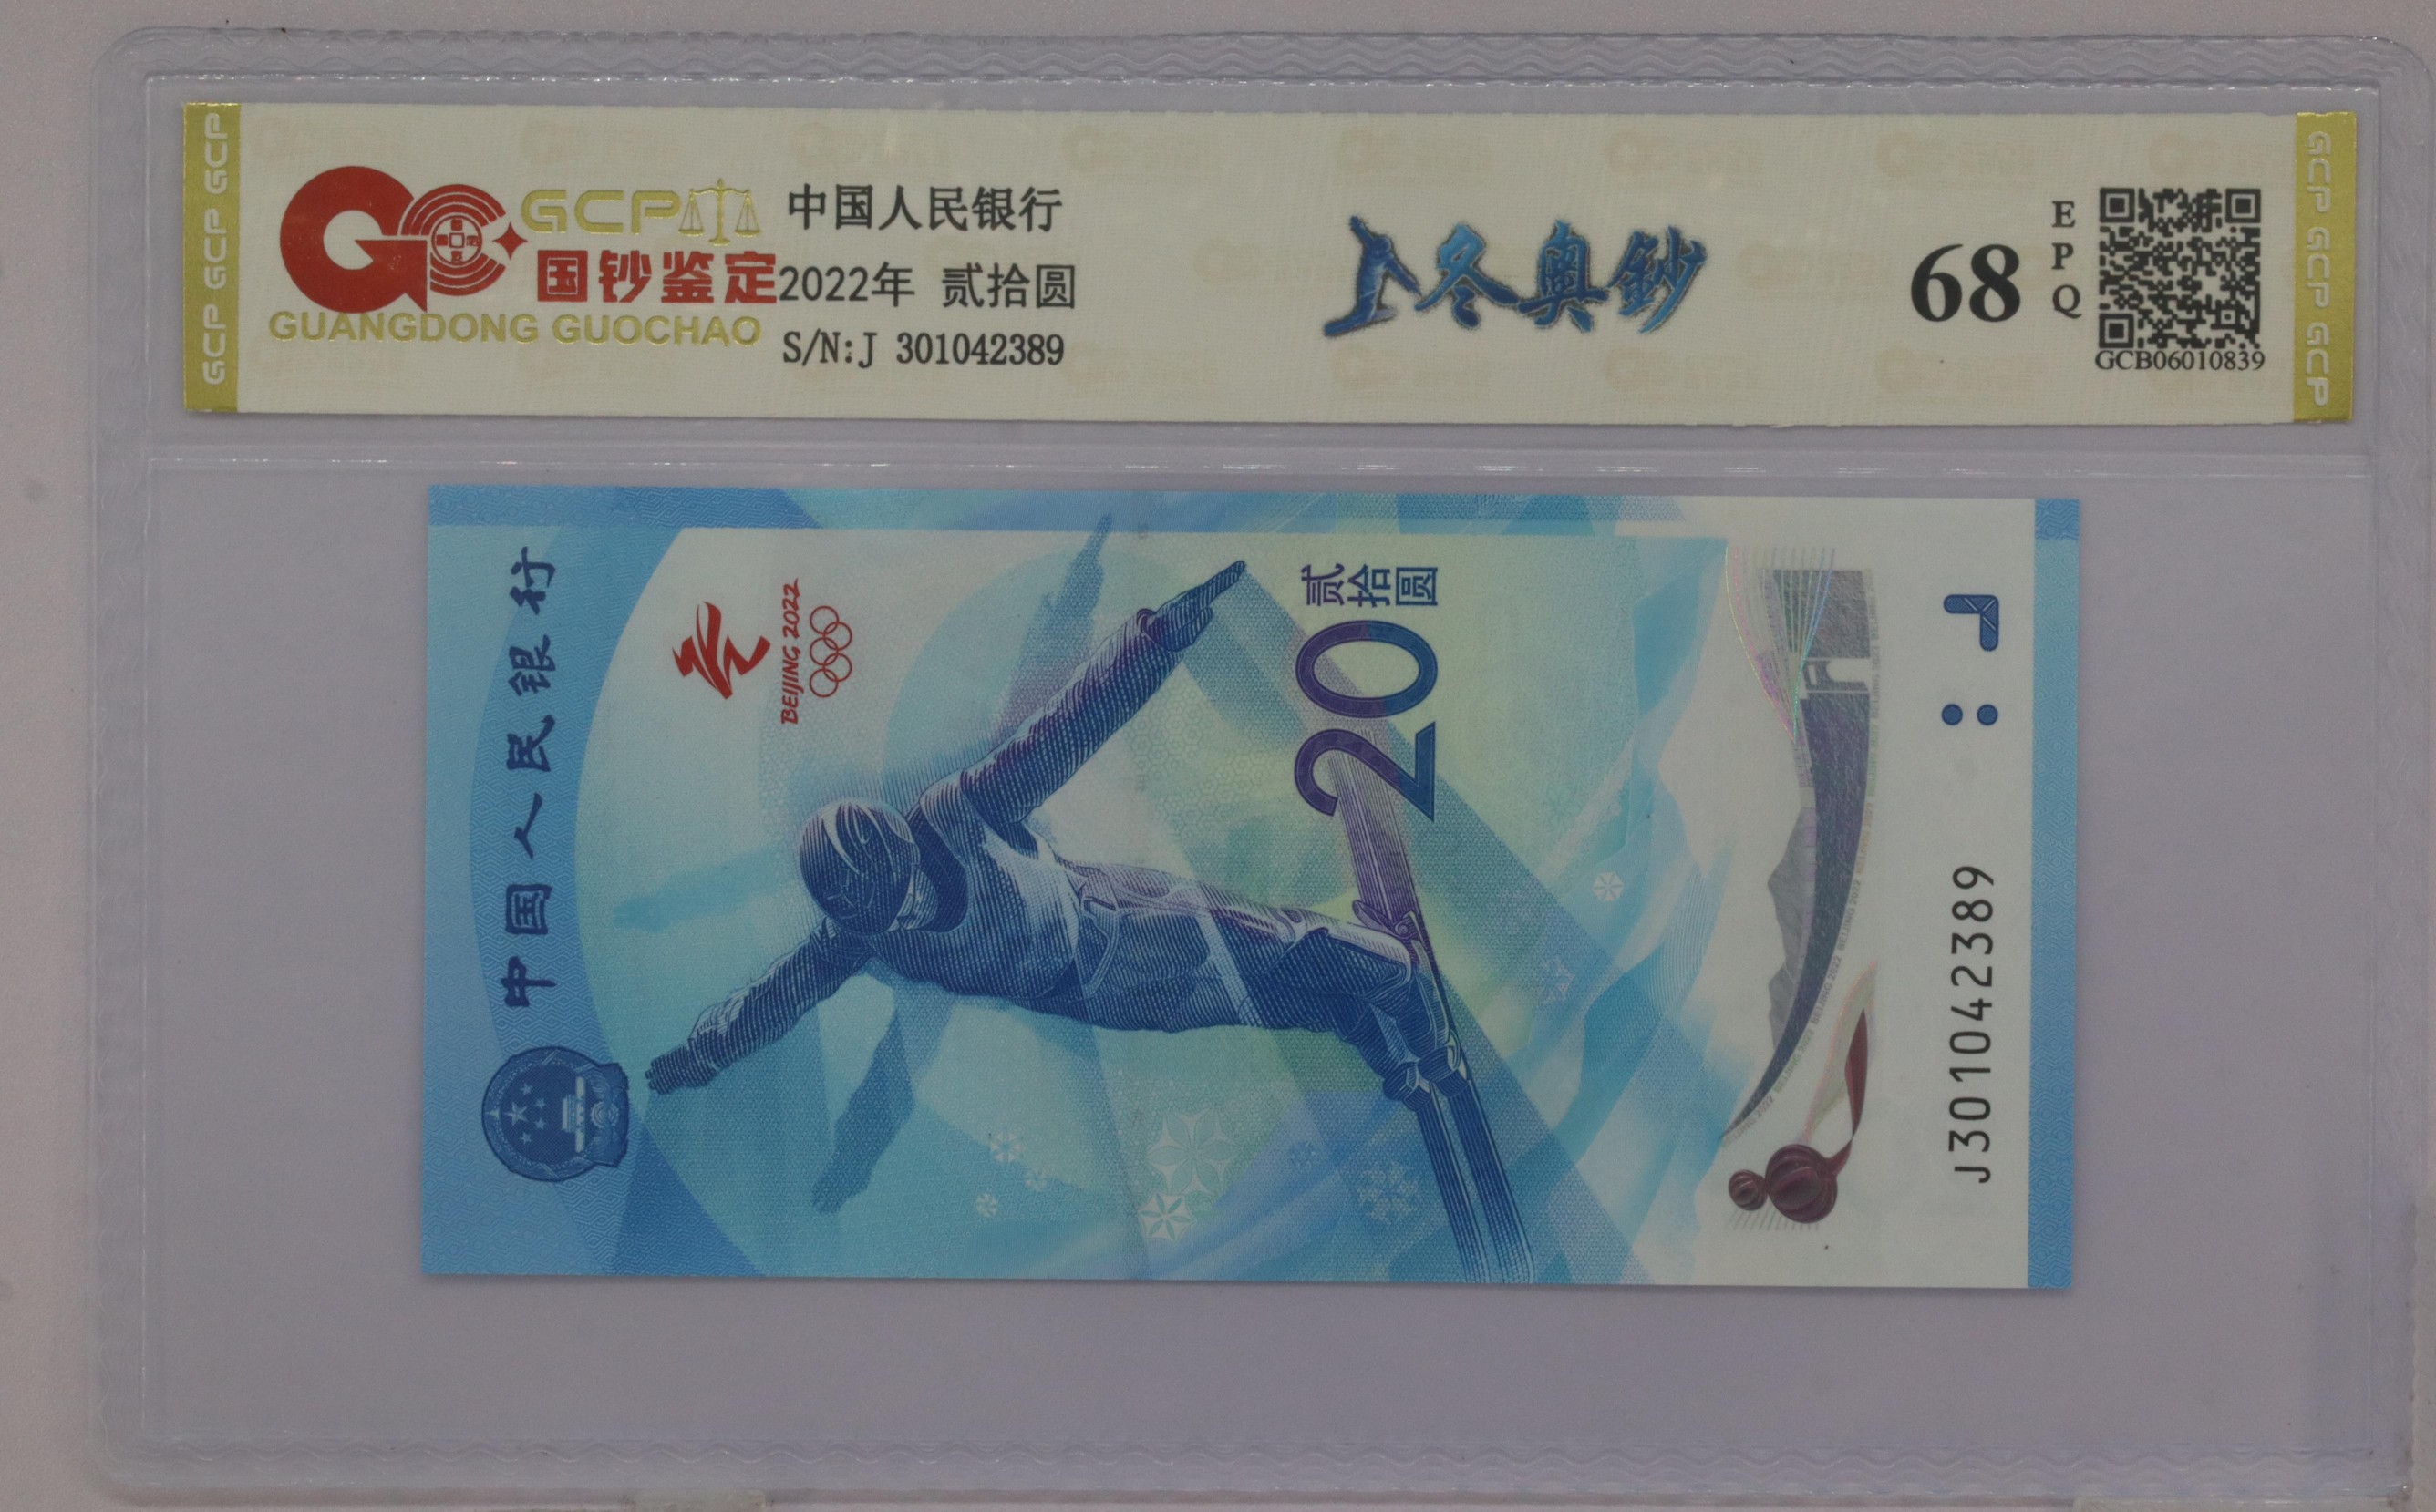 GCP GCP GCP
GCP
国钞鉴定
GUANGDONG GUOCHAO
中国人民银行
2022年 贰拾圆
S/N:J 301042389
冬奥鈔
68
EPQ
GCB06010839
GCP GCP GCP
中国人民银行
BEIJING 2022
贰拾圆
20
J301042389